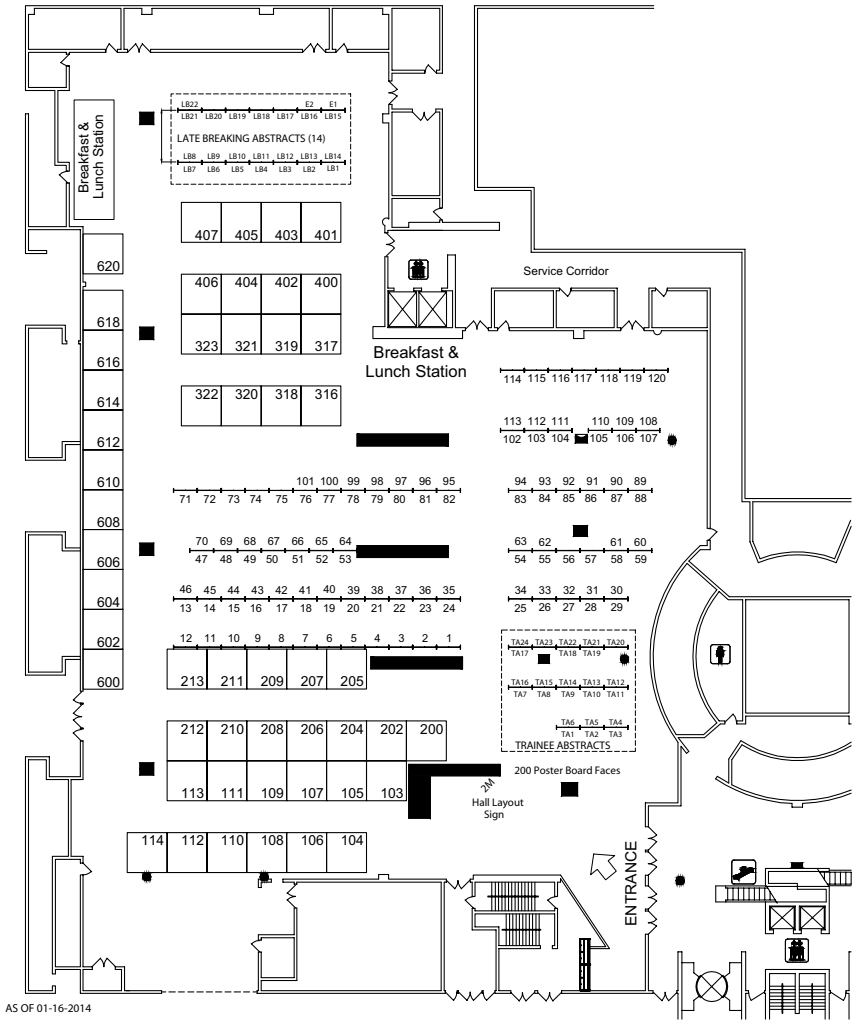 LB22 E2 E1
LB21 LB20 LB19 LB18 LB17 LB16 LB15
LATE BREAKING ABSTRACTS (14)
LB8 LB9 LB10 LB11 LB12 LB13 LB14
LB7 LB6 LB5 LB4 LB3 LB2 LB1
Breakfast &
Lunch Station
407 405 403 401
620
406 404 402 400
Service Corridor
618
323 321 319 317
616
Breakfast &
Lunch Station
114 115 116 117 118 119 120
614
322 320 318 316
113 112 111 110 109 108
102 103 104 105 106 107
612
101 100 99 98 97 96 95
71 72 73 74 75 76 77 78 79 80 81 82
94 93 92 91 90 89
83 84 85 86 87 88
610
608
70 69 68 67 66 65 64
47 48 49 50 51 52 53
63 62 61 60
54 55 56 57 58 59
606
46 45 44 43 42 41 40 39 38 37 36 35
13 14 15 16 17 18 19 20 21 22 23 24
34 33 32 31 30
25 26 27 28 29
604
12 11 10 9 8 7 6 5 4 3 2 1
TA24 TA23 TA22 TA21 TA20
TA17 TA18 TA19
602
213 211 209 207 205
600
TA16 TA15 TA14 TA13 TA12
TA7 TA8 TA9 TA10 TA11
212 210 208 206 204 202 200
TA6 TA5 TA4
TA1 TA2 TA3
TRAINEE ABSTRACTS
200 Poster Board Faces
113 111 109 107 105 103
2M
Hall Layout
Sign
114 112 110 108 106 104
ENTRANCE
AS OF 01-16-2014